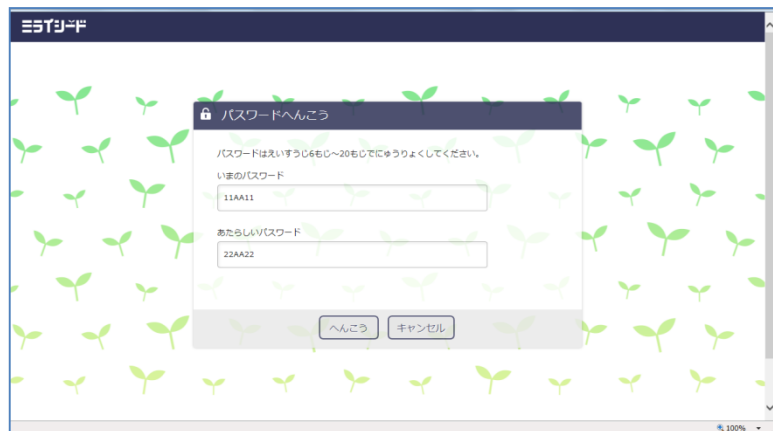 ミライシード
パスワードへんこう
パスワードはえいすうじ6もじ～20もじでにゅうりょくしてください。
いまのパスワード
11AA11
あたらしいパスワード
22AA22
へんこう キャンセル
100%